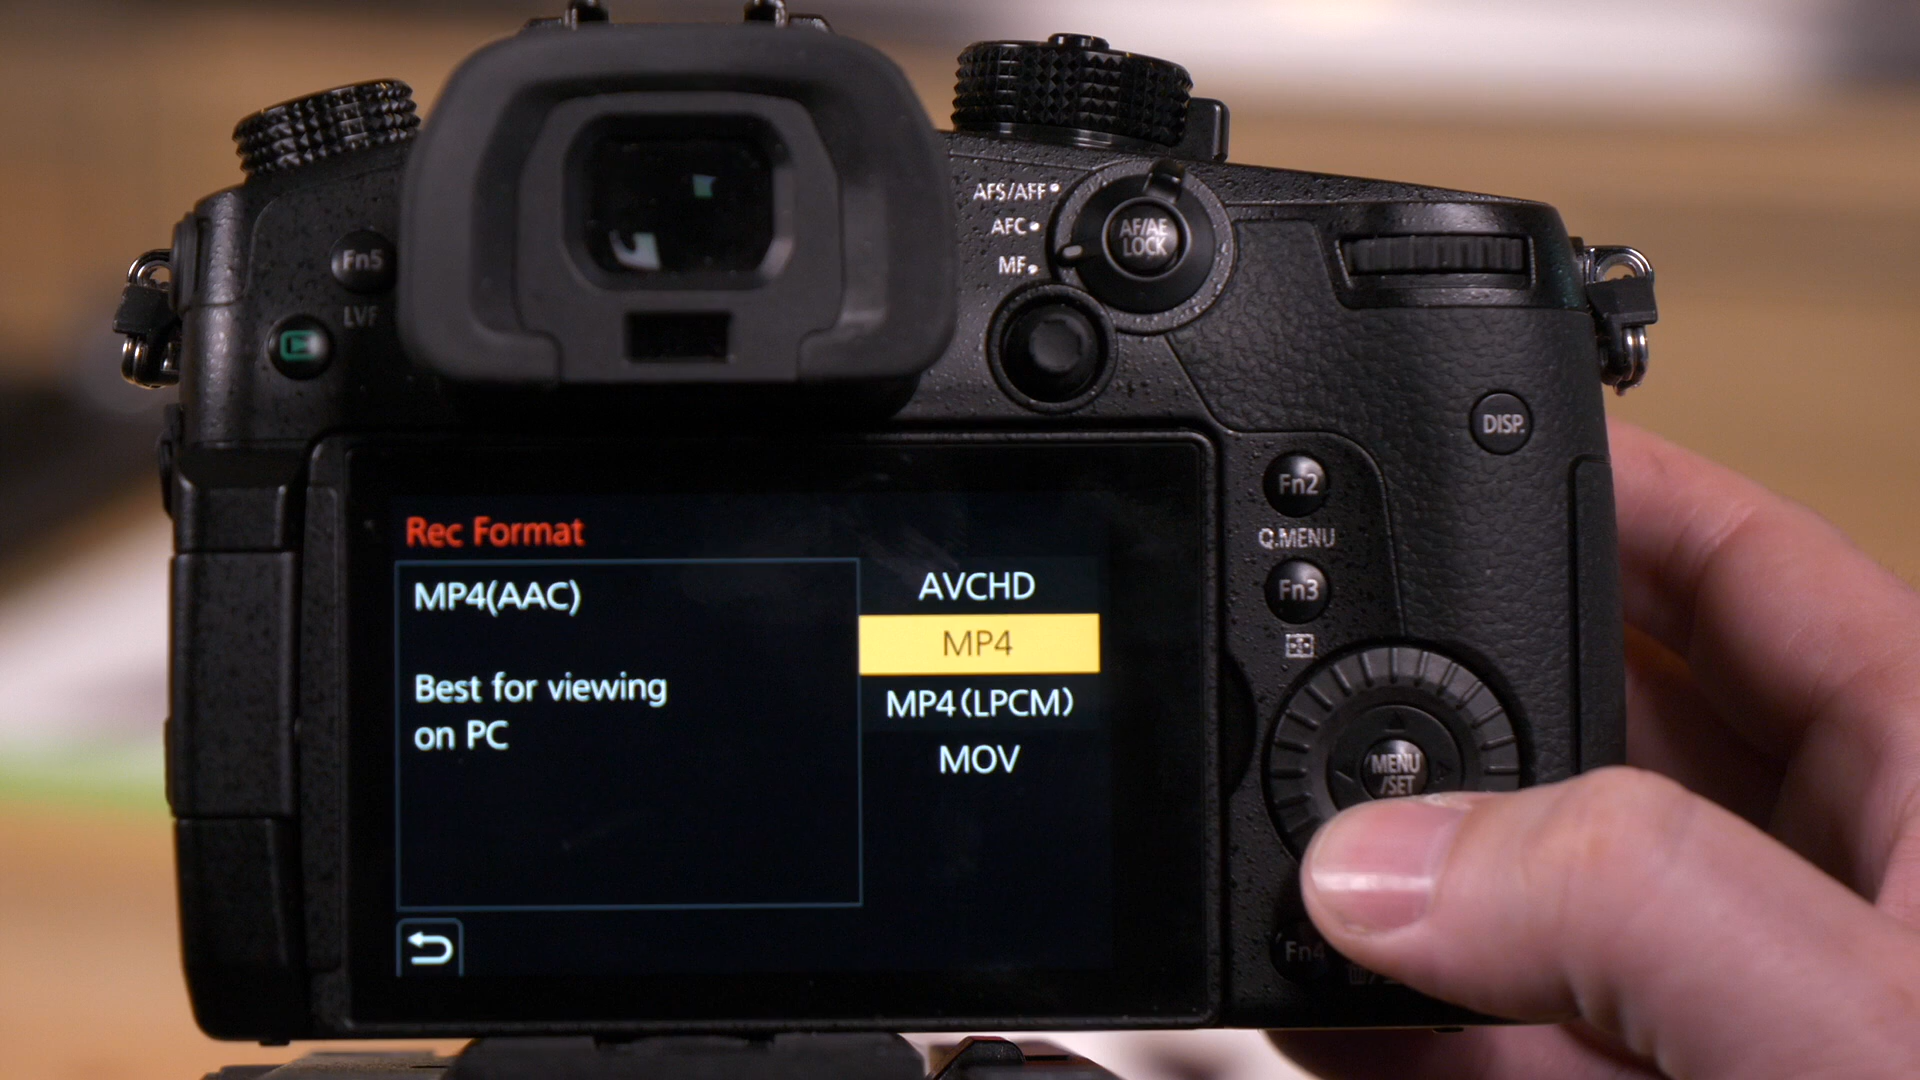 AFS/AFF
AFC
MF
AF/AE
LOCK
Fn5
LVF
DISP.
Fn2
Q.MENU
Fn3
Rec Format
MP4(AAC)
Best for viewing
on PC
AVCHD
MP4
MP4(LPCM)
MOV
MENU
/SET
Fn4